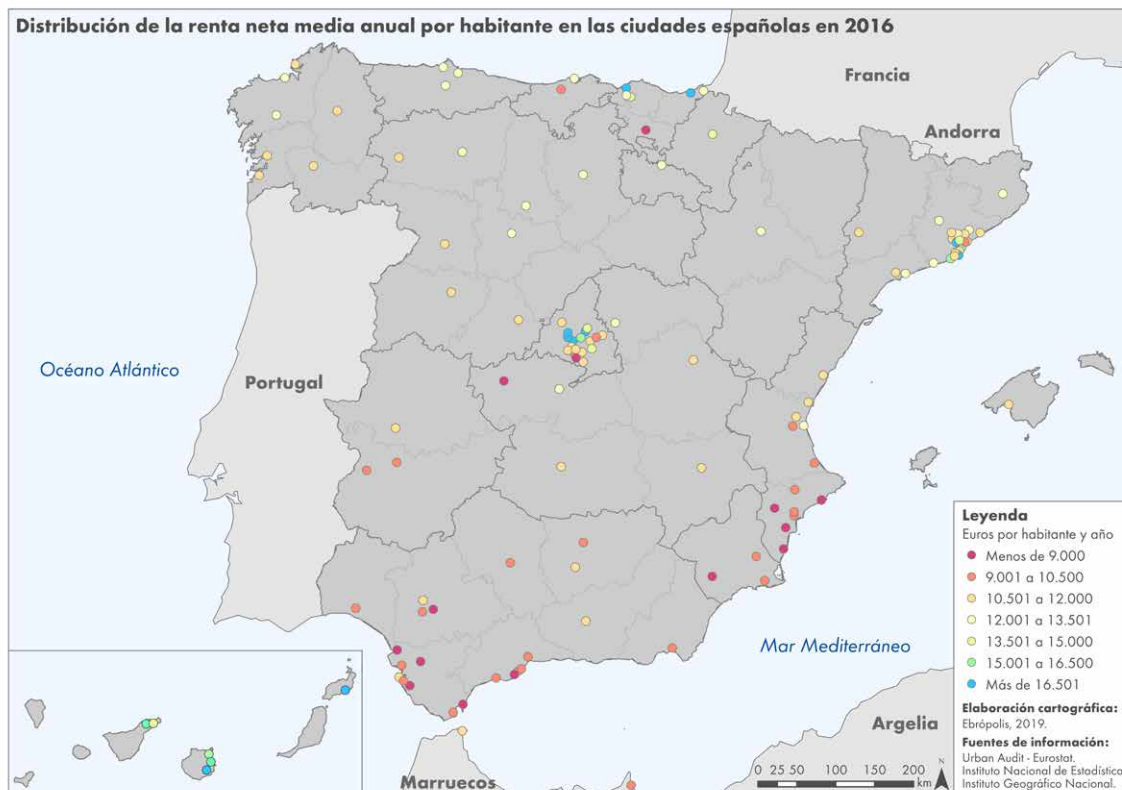 Distribución de la renta neta media anual por habitante en las ciudades españolas en 2016
Francia
Andorra
Océano Atlántico
Portugal
Mar Mediterráneo
Argelia
Marruecos
Leyenda
Euros por habitante y año
Menos de 9.000
9.001 a 10.500
10.501 a 12.000
12.001 a 13.501
13.501 a 15.000
15.001 a 16.500
Más de 16.501
Elaboración cartográfica:
Ebrópolis, 2019.
Fuentes de información:
Urban Audit - Eurostat.
Instituto Nacional de Estadística.
Instituto Geográfico Nacional.
0 25 50 100 150 200
km
N